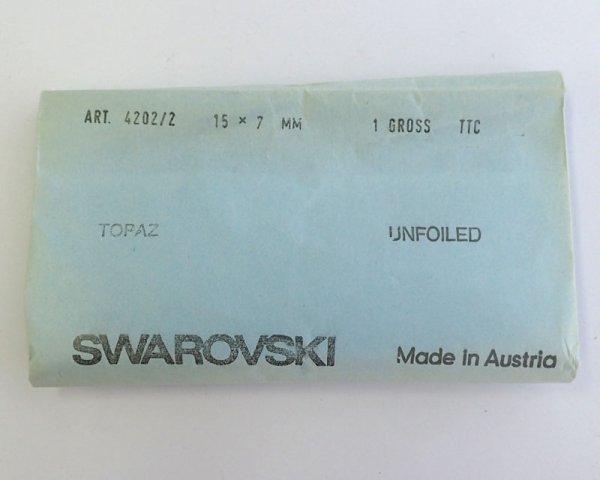 ART. 4202/2 15 × 7 MM 1 GROSS TTC
TOPAZ UNFOILED
SWAROVSKI Made in Austria